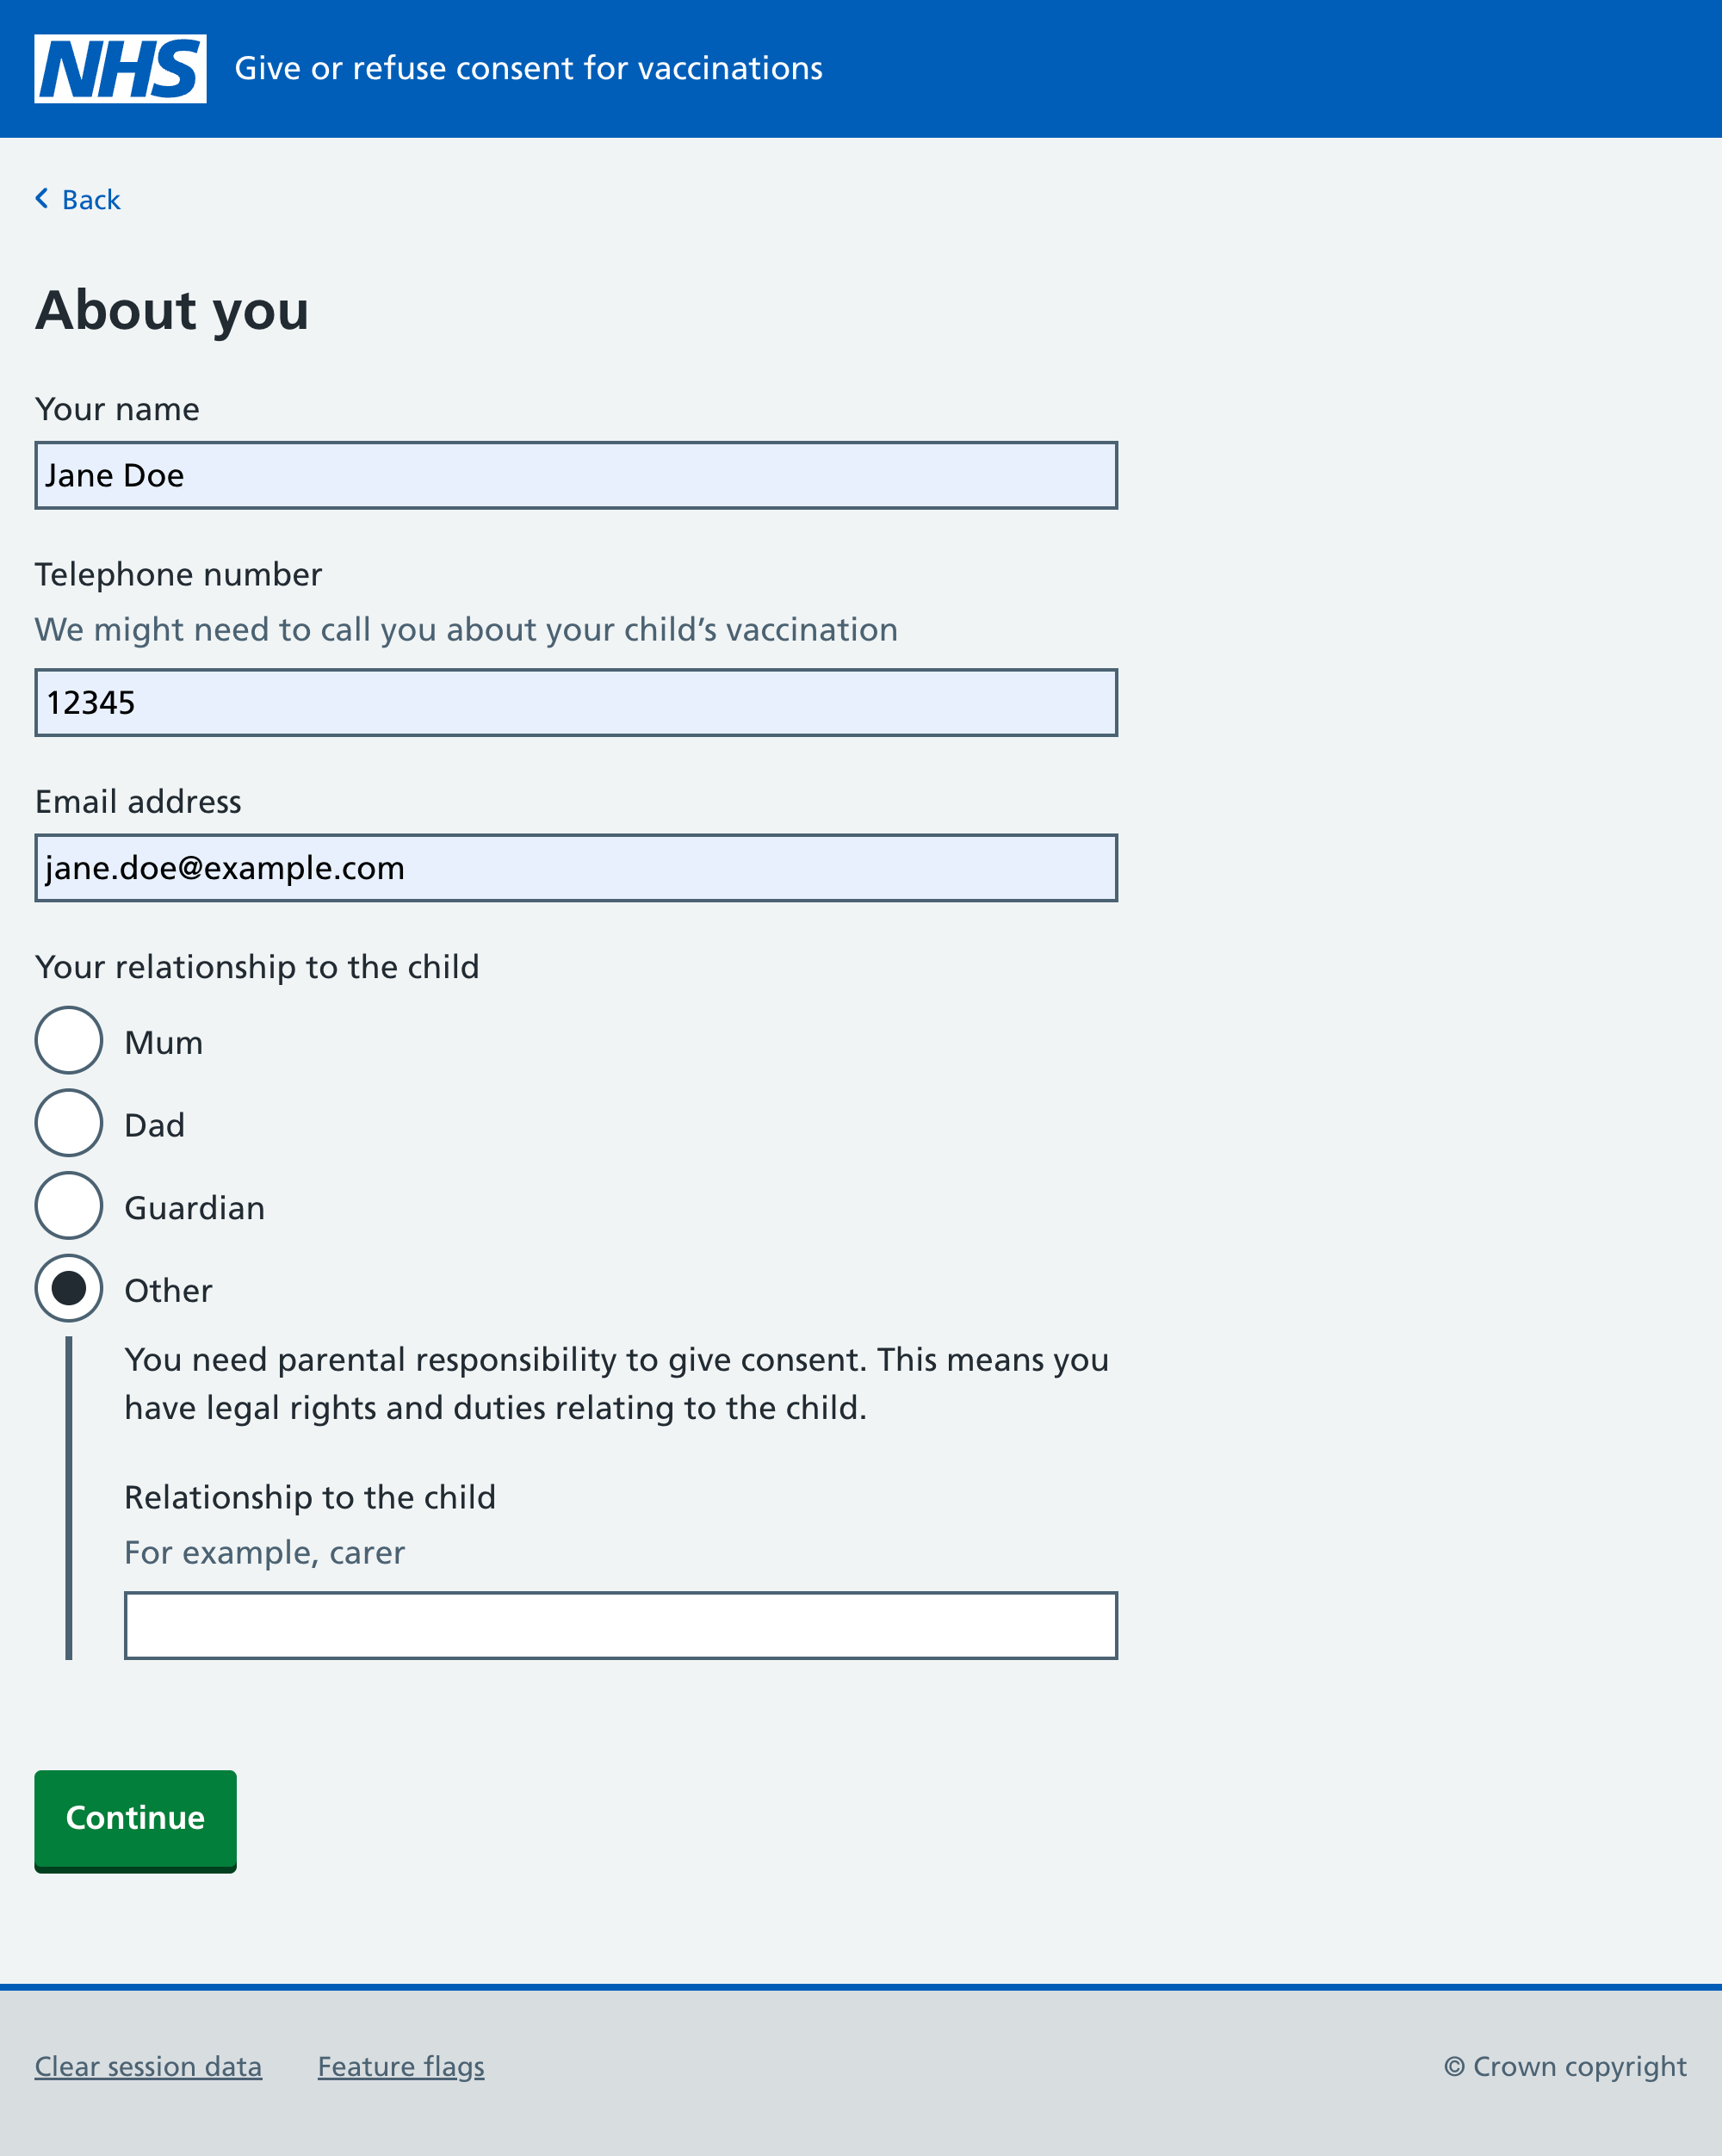 NHS Give or refuse consent for vaccinations
Back
About you
Your name
Jane Doe
Telephone number
We might need to call you about your child’s vaccination
12345
Email address
jane.doe@example.com
Your relationship to the child
Mum
Dad
Guardian
Other
You need parental responsibility to give consent. This means you
have legal rights and duties relating to the child.
Relationship to the child
For example, carer
Continue
Clear session data Feature flags © Crown copyright